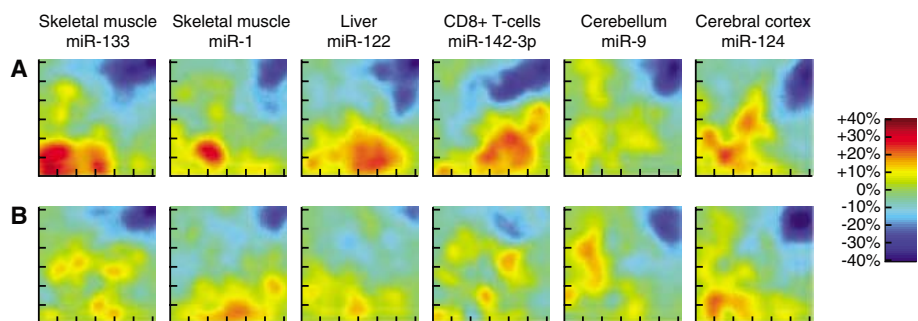 Skeletal muscle Skeletal muscle Liver CD8+ T-cells Cerebellum Cerebral cortex
miR-133 miR-1 miR-122 miR-142-3p miR-9 miR-124
A
+40%
+30%
+20%
+10%
0%
-10%
-20%
-30%
-40%
B